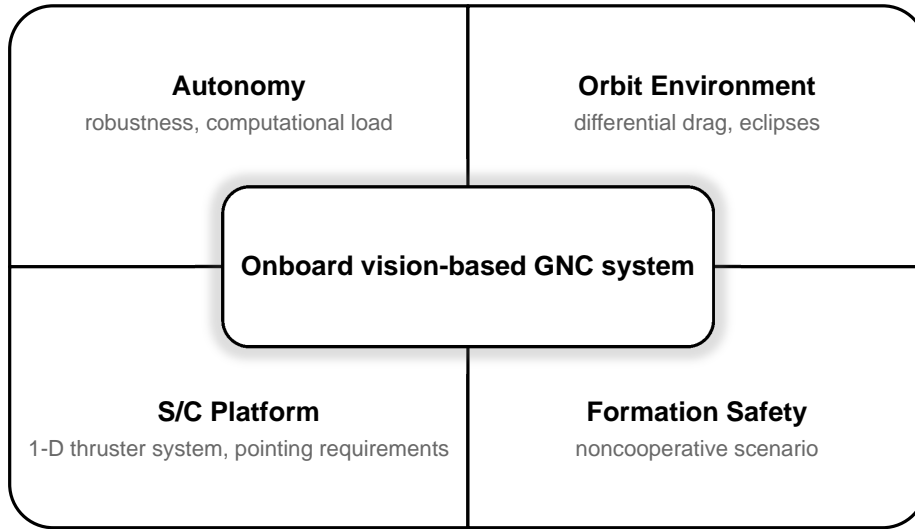 Autonomy
robustness, computational load
Orbit Environment
differential drag, eclipses
Onboard vision-based GNC system
S/C Platform
1-D thruster system, pointing requirements
Formation Safety
noncooperative scenario